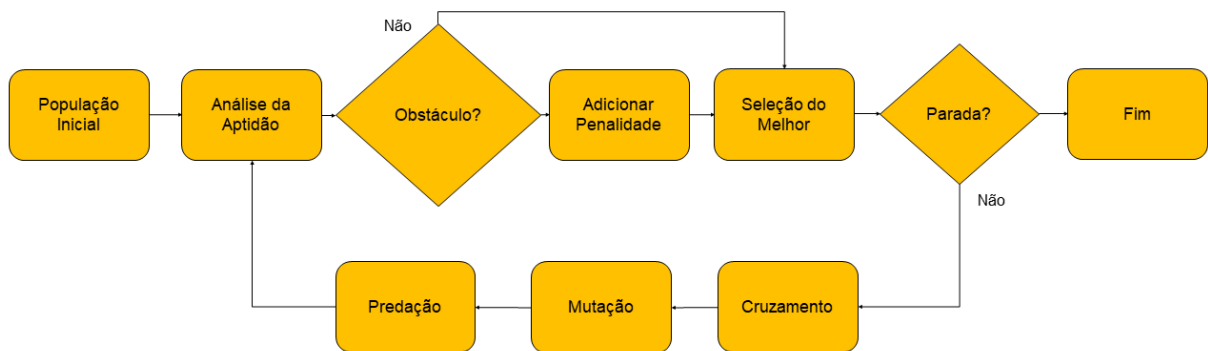 Não
População
Inicial
Análise da
Aptidão
Obstáculo?
Adicionar
Penalidade
Seleção do
Melhor
Parada?
Fim
Não
Predação
Mutação
Cruzamento